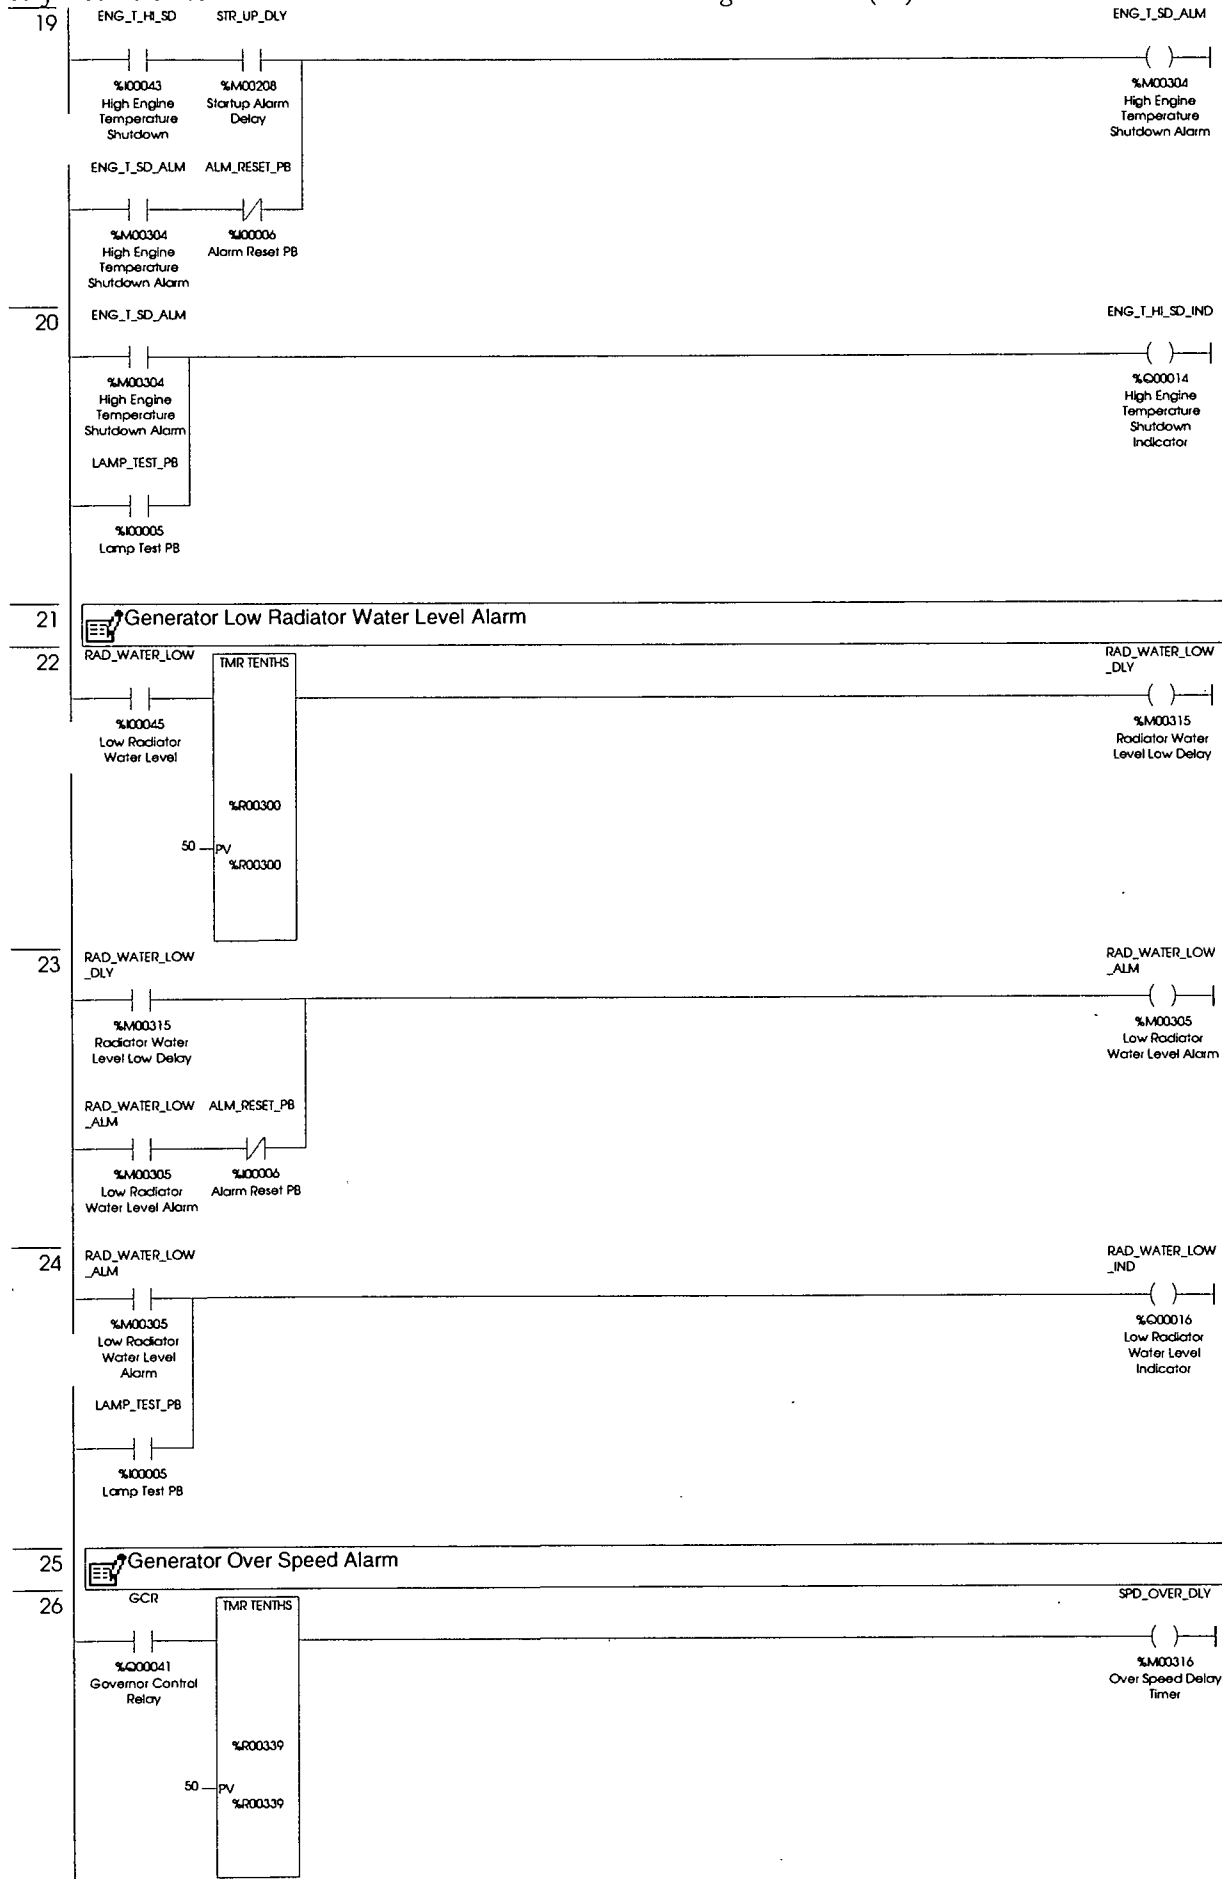 19
ENG_T_HI_SD STR_UP_DLY ENG_T_SD_ALM
%I00043 %M00208 %M00304
High Engine Startup Alarm High Engine
Temperature Delay Temperature
Shutdown Shutdown Alarm
ENG_T_SD_ALM ALM_RESET_PB
%M00304 %I00006
High Engine Alarm Reset PB
Temperature
Shutdown Alarm
20
ENG_T_SD_ALM ENG_T_HI_SD_IND
%M00304 %Q00014
High Engine High Engine
Temperature Temperature
Shutdown Alarm Shutdown
Indicator
LAMP_TEST_PB
%I00005
Lamp Test PB
21 Generator Low Radiator Water Level Alarm
22
RAD_WATER_LOW TMR TENTHS RAD_WATER_LOW
_DLY
%I00045 %M00315
Low Radiator Radiator Water
Water Level Level Low Delay
%R00300
50 PV
%R00300
23
RAD_WATER_LOW RAD_WATER_LOW
_DLY _ALM
%M00315 %M00305
Radiator Water Low Radiator
Level Low Delay Water Level Alarm
RAD_WATER_LOW ALM_RESET_PB
_ALM
%M00305 %I00006
Low Radiator Alarm Reset PB
Water Level Alarm
24
RAD_WATER_LOW RAD_WATER_LOW
_ALM _IND
%M00305 %Q00016
Low Radiator Low Radiator
Water Level Water Level
Alarm Indicator
LAMP_TEST_PB
%I00005
Lamp Test PB
25 Generator Over Speed Alarm
26
GCR TMR TENTHS SPD_OVER_DLY
%Q00041 %M00316
Governor Control Over Speed Delay
Relay Timer
%R00339
50 PV
%R00339